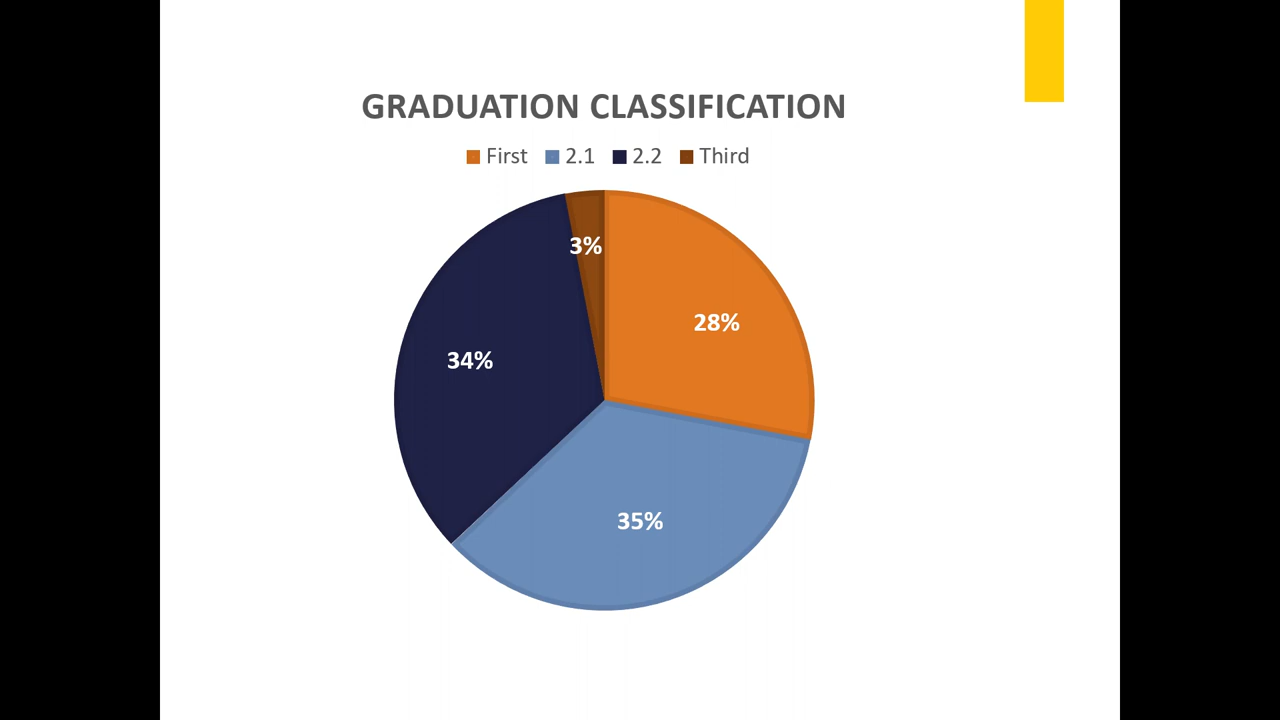 GRADUATION CLASSIFICATION
First 2.1 2.2 Third
3%
28%
34%
35%